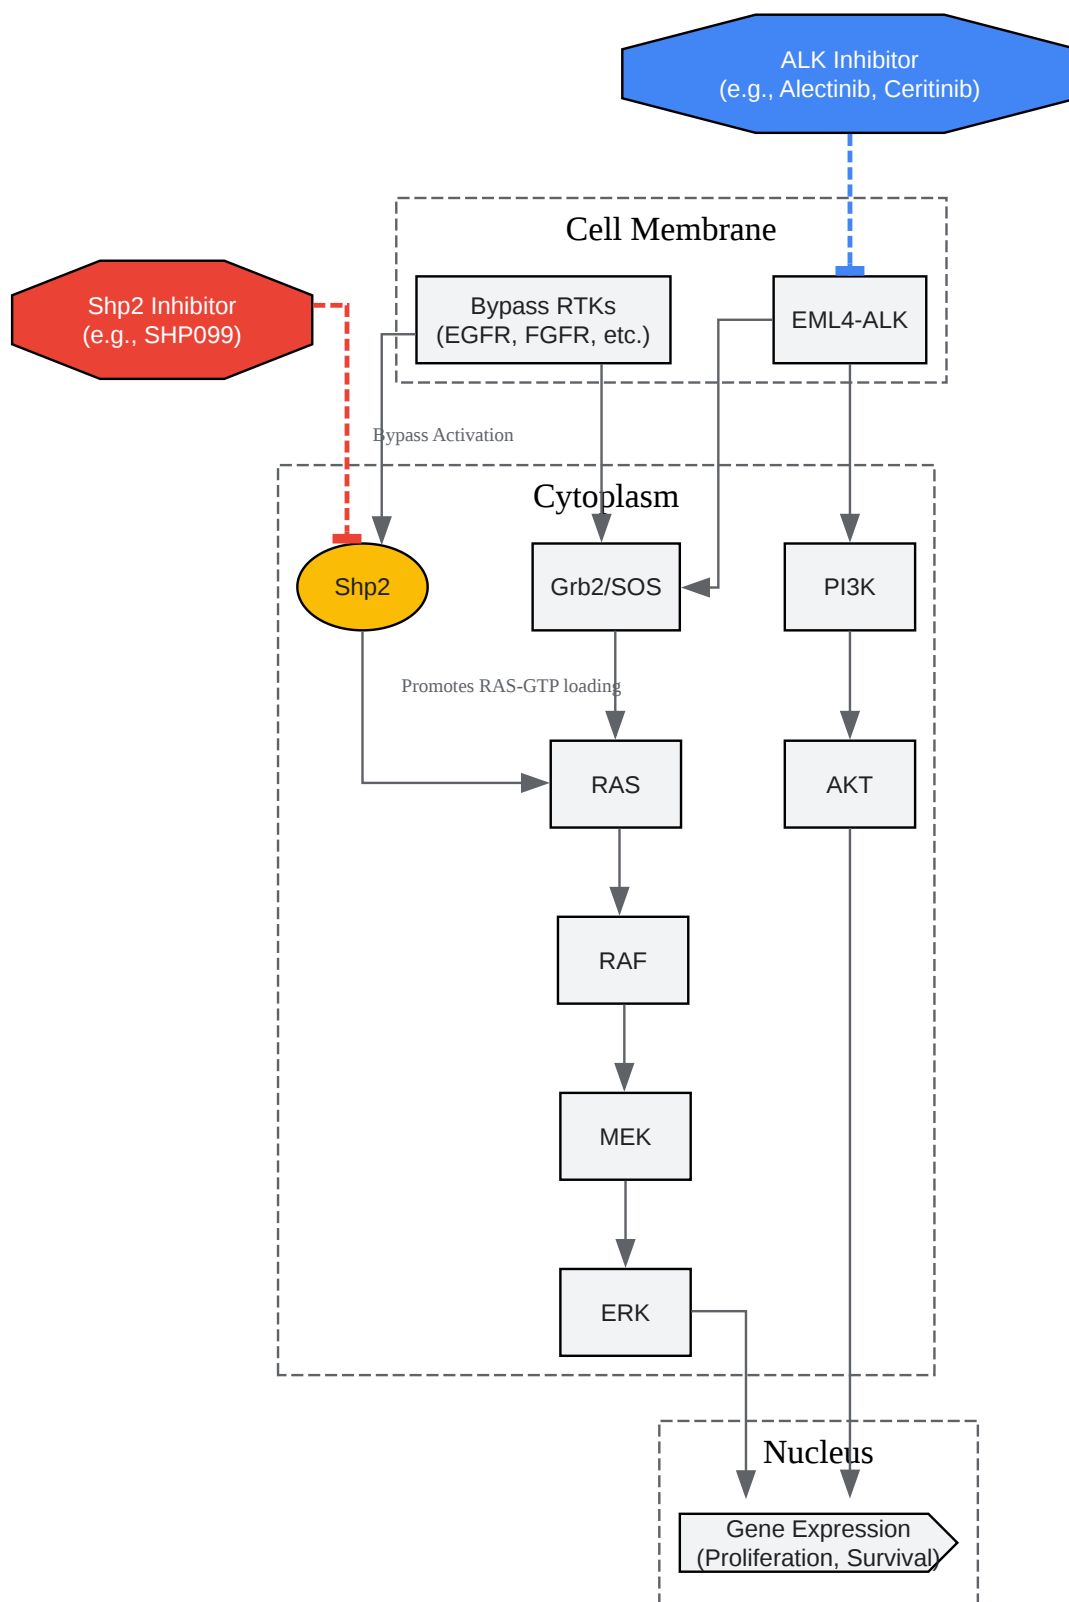 ALK Inhibitor
(e.g., Alectinib, Ceritinib)
Cell Membrane
Shp2 Inhibitor
(e.g., SHP099)
Bypass RTKs
(EGFR, FGFR, etc.)
EML4-ALK
Bypass Activation
Cytoplasm
Shp2
Grb2/SOS
PI3K
Promotes RAS-GTP loading
RAS
AKT
RAF
MEK
ERK
Nucleus
Gene Expression
(Proliferation, Survival)